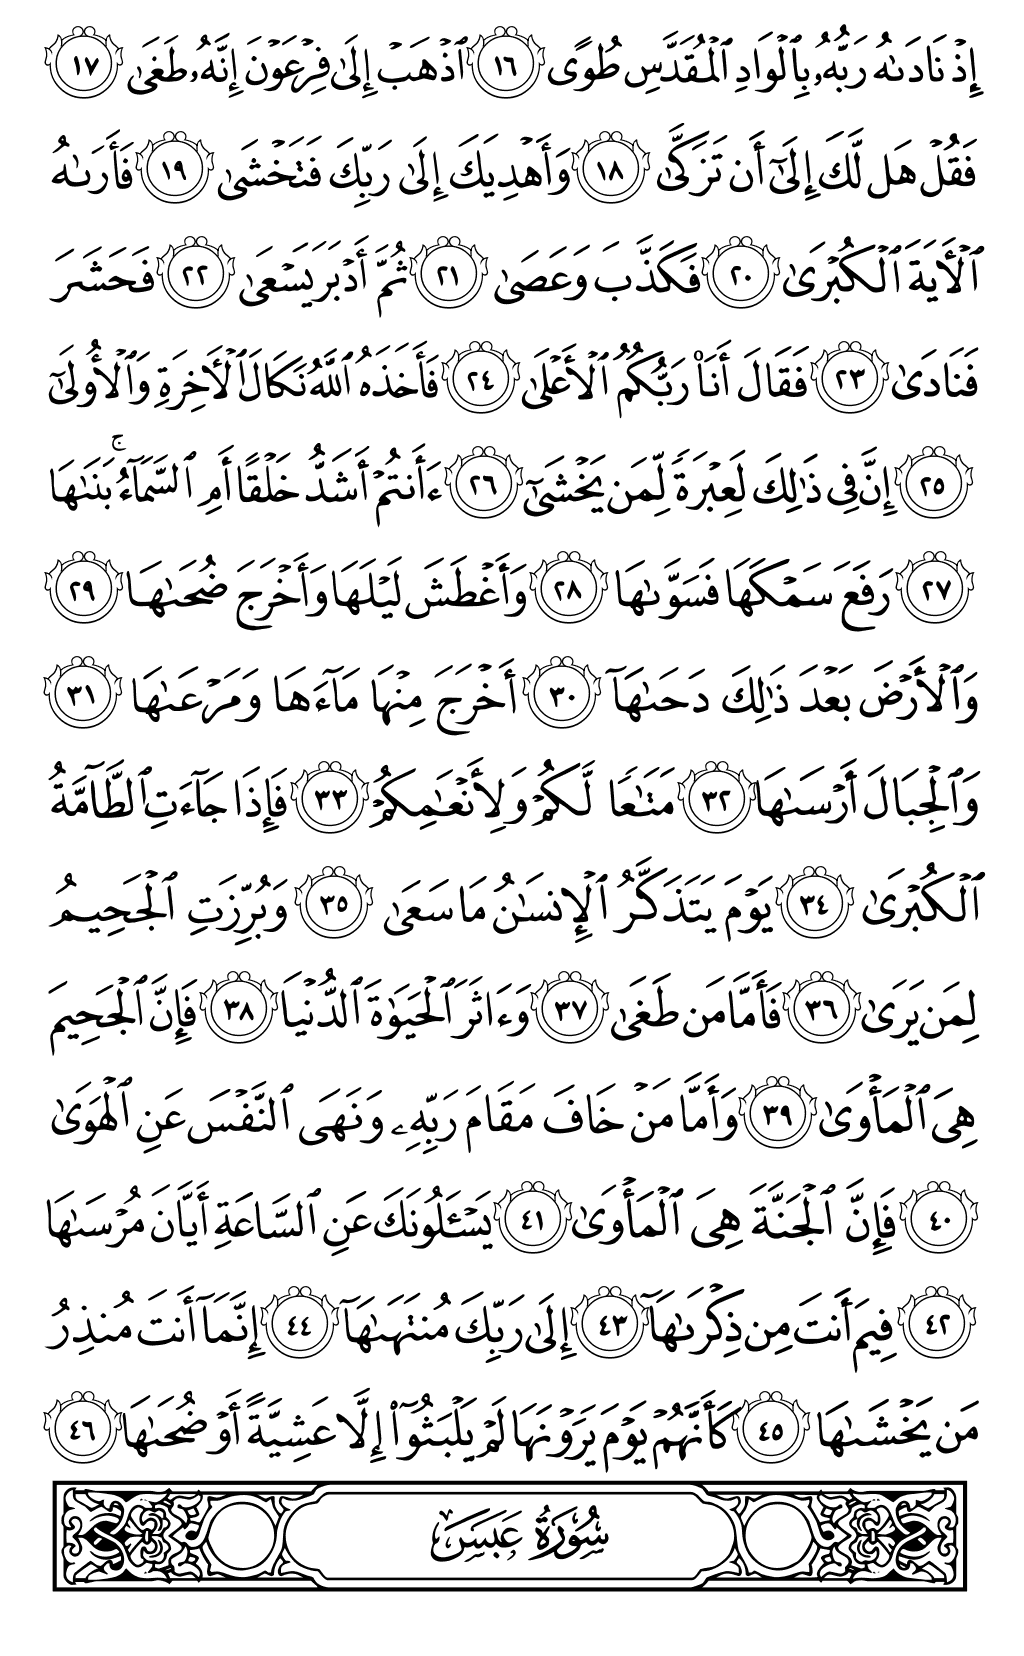 إِذْ نَادَىٰهُ رَبُّهُۥ بِٱلْوَادِ ٱلْمُقَدَّسِ طُوًى ١٦ ٱذْهَبْ إِلَىٰ فِرْعَوْنَ إِنَّهُۥ طَغَىٰ ١٧
فَقُلْ هَل لَّكَ إِلَىٰٓ أَن تَزَكَّىٰ ١٨ وَأَهْدِيَكَ إِلَىٰ رَبِّكَ فَتَخْشَىٰ ١٩ فَأَرَىٰهُ
ٱلْأَيَةَ ٱلْكُبْرَىٰ ٢٠ فَكَذَّبَ وَعَصَىٰ ٢١ ثُمَّ أَدْبَرَ يَسْعَىٰ ٢٢ فَحَشَرَ
فَنَادَىٰ ٢٣ فَقَالَ أَنَا۠ رَبُّكُمُ ٱلْأَعْلَىٰ ٢٤ فَأَخَذَهُ ٱللَّهُ نَكَالَ ٱلْأَخِرَةِ وَٱلْأُولَىٰٓ
٢٥ إِنَّ فِى ذَٰلِكَ لَعِبْرَةً لِّمَن يَخْشَىٰٓ ٢٦ ءَأَنتُمْ أَشَدُّ خَلْقًا أَمِ ٱلسَّمَآءُ ۚ بَنَىٰهَا
٢٧ رَفَعَ سَمْكَهَا فَسَوَّىٰهَا ٢٨ وَأَغْطَشَ لَيْلَهَا وَأَخْرَجَ ضُحَىٰهَا ٢٩
وَٱلْأَرْضَ بَعْدَ ذَٰلِكَ دَحَىٰهَآ ٣٠ أَخْرَجَ مِنْهَا مَآءَهَا وَمَرْعَىٰهَا ٣١
وَٱلْجِبَالَ أَرْسَىٰهَا ٣٢ مَتَٰعًا لَّكُمْ وَلِأَنْعَٰمِكُمْ ٣٣ فَإِذَا جَآءَتِ ٱلطَّآمَّةُ
ٱلْكُبْرَىٰ ٣٤ يَوْمَ يَتَذَكَّرُ ٱلْإِنسَٰنُ مَا سَعَىٰ ٣٥ وَبُرِّزَتِ ٱلْجَحِيمُ
لِمَن يَرَىٰ ٣٦ فَأَمَّا مَن طَغَىٰ ٣٧ وَءَاثَرَ ٱلْحَيَوٰةَ ٱلدُّنْيَا ٣٨ فَإِنَّ ٱلْجَحِيمَ
هِىَ ٱلْمَأْوَىٰ ٣٩ وَأَمَّا مَنْ خَافَ مَقَامَ رَبِّهِۦ وَنَهَى ٱلنَّفْسَ عَنِ ٱلْهَوَىٰ
٤٠ فَإِنَّ ٱلْجَنَّةَ هِىَ ٱلْمَأْوَىٰ ٤١ يَسْـَٔلُونَكَ عَنِ ٱلسَّاعَةِ أَيَّانَ مُرْسَىٰهَا
٤٢ فِيمَ أَنتَ مِن ذِكْرَىٰهَآ ٤٣ إِلَىٰ رَبِّكَ مُنتَهَىٰهَآ ٤٤ إِنَّمَآ أَنتَ مُنذِرُ
مَن يَخْشَىٰهَا ٤٥ كَأَنَّهُمْ يَوْمَ يَرَوْنَهَا لَمْ يَلْبَثُوٓا۟ إِلَّا عَشِيَّةً أَوْ ضُحَىٰهَا ٤٦
سُورَةُ عَبَسَ